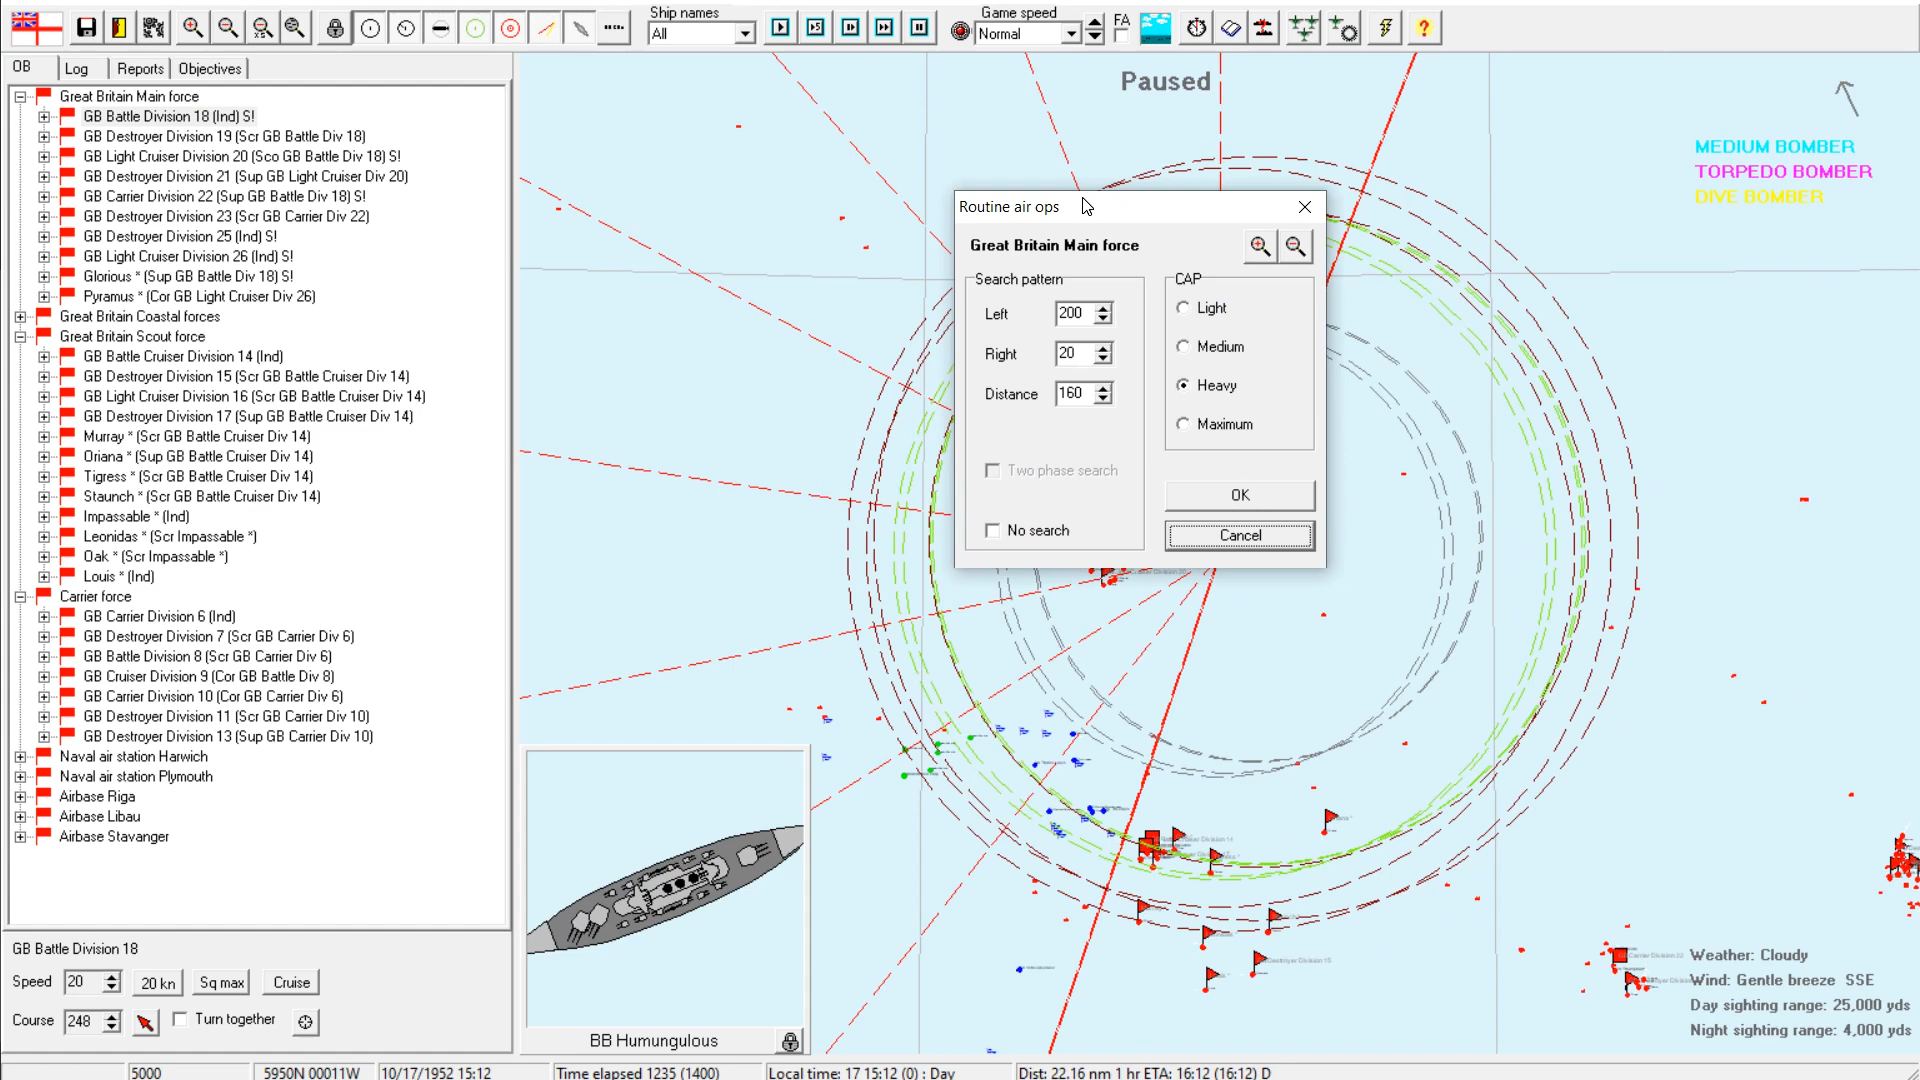 Ship names
All
Game speed
Normal
FA
OB
Log
Reports
Objectives
Great Britain Main force
GB Battle Division 18 (Ind) S!
GB Destroyer Division 19 (Scr GB Battle Div 18)
GB Light Cruiser Division 20 (Sco GB Battle Div 18) S!
GB Destroyer Division 21 (Sup GB Light Cruiser Div 20)
GB Carrier Division 22 (Sup GB Battle Div 18) S!
GB Destroyer Division 23 (Scr GB Carrier Div 22)
GB Destroyer Division 25 (Ind) S!
GB Light Cruiser Division 26 (Ind) S!
Glorious * (Sup GB Battle Div 18) S!
Pyramus * (Cor GB Light Cruiser Div 26)
Great Britain Coastal forces
Great Britain Scout force
GB Battle Cruiser Division 14 (Ind)
GB Destroyer Division 15 (Scr GB Battle Cruiser Div 14)
GB Light Cruiser Division 16 (Scr GB Battle Cruiser Div 14)
GB Destroyer Division 17 (Sup GB Battle Cruiser Div 14)
Murray * (Scr GB Battle Cruiser Div 14)
Oriana * (Sup GB Battle Cruiser Div 14)
Tigress * (Scr GB Battle Cruiser Div 14)
Staunch * (Scr GB Battle Cruiser Div 14)
Impassable * (Ind)
Leonidas * (Scr Impassable *)
Oak * (Scr Impassable *)
Louis * (Ind)
Carrier force
GB Carrier Division 6 (Ind)
GB Destroyer Division 7 (Scr GB Carrier Div 6)
GB Battle Division 8 (Scr GB Carrier Div 6)
GB Cruiser Division 9 (Cor GB Battle Div 8)
GB Carrier Division 10 (Cor GB Carrier Div 6)
GB Destroyer Division 11 (Scr GB Carrier Div 10)
GB Destroyer Division 13 (Sup GB Carrier Div 10)
Naval air station Harwich
Naval air station Plymouth
Airbase Riga
Airbase Libau
Airbase Stavanger
GB Battle Division 18
Speed
20
20 kn
Sq max
Cruise
Course
248
Turn together
Paused
MEDIUM BOMBER
TORPEDO BOMBER
DIVE BOMBER
Routine air ops
Great Britain Main force
Search pattern
Left
200
Right
20
Distance
160
Two phase search
No search
CAP
Light
Medium
Heavy
Maximum
OK
Cancel
BB Humungulous
Weather: Cloudy
Wind: Gentle breeze SSE
Day sighting range: 25,000 yds
Night sighting range: 4,000 yds
5000
5950N 00011W
10/17/1952 15:12
Time elapsed 1235 (1400)
Local time: 17 15:12 (0) : Day
Dist: 22.16 nm 1 hr ETA: 16:12 (16:12) D